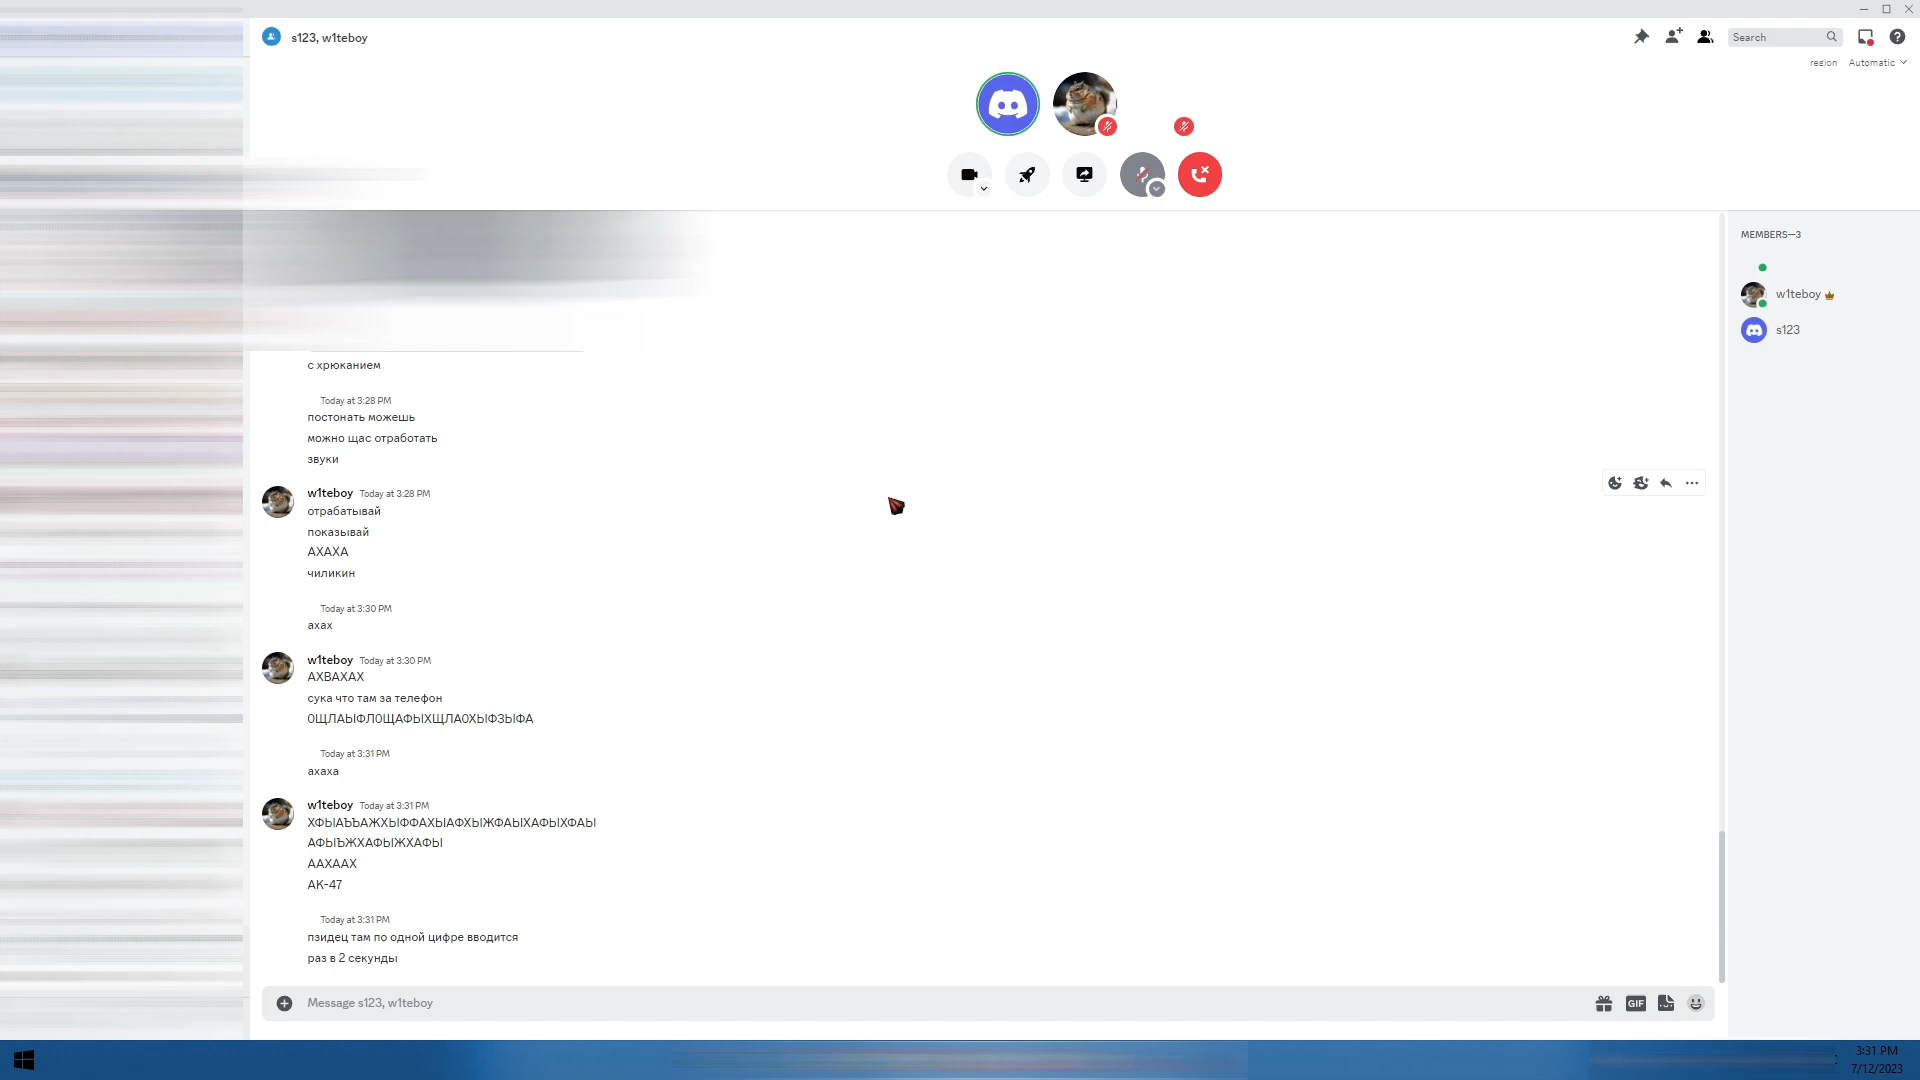 s123, w1teboy
Search
region Automatic
MEMBERS—3
w1teboy
s123
с хрюканием
Today at 3:28 PM
постонать можешь
можно щас отработать
звуки
w1teboy Today at 3:28 PM
отрабатывай
показывай
АХАХА
чиликин
Today at 3:30 PM
ахах
w1teboy Today at 3:30 PM
АХВАХАХ
сука что там за телефон
0ЩЛАЫФЛ0ЩАФЫХЩЛА0ХЫФЗЫФА
Today at 3:31 PM
ахаха
w1teboy Today at 3:31 PM
ХФЫАЪЪАЖХЫФФАХЫАФХЫЖФАЫХАФЫХФАЫ
АФЫЪЖХАФЫЖХАФЫ
ААХААХ
АК-47
Today at 3:31 PM
пзидец там по одной цифре вводится
раз в 2 секунды
Message s123, w1teboy
GIF
3:31 PM
7/12/2023